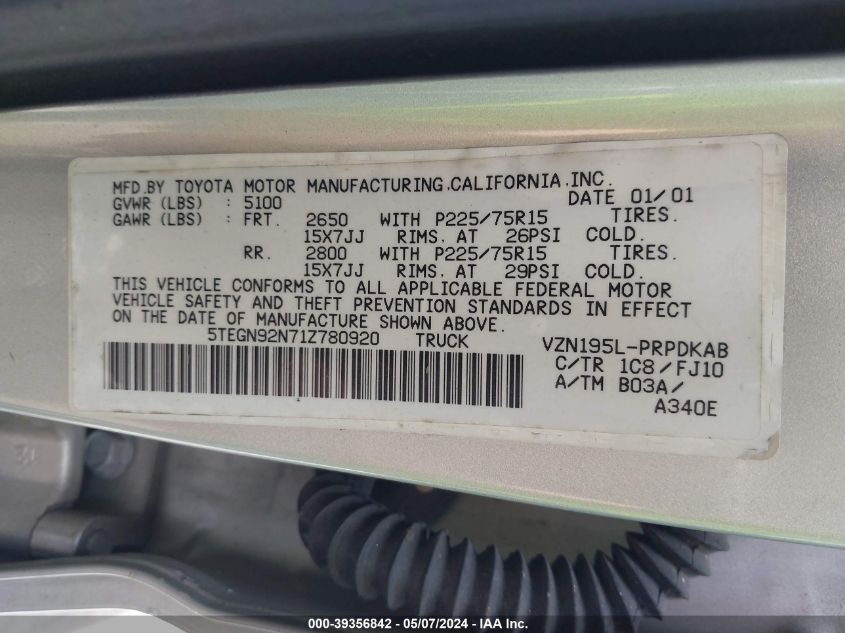 MFD.BY TOYOTA MOTOR MANUFACTURING.CALIFORNIA.INC.
GVWR (LBS) : 5100 DATE 01/01
GAWR (LBS) : FRT. 2650 WITH P225/75R15 TIRES.
15X7JJ RIMS. AT 26PSI COLD.
RR. 2800 WITH P225/75R15 TIRES.
15X7JJ RIMS. AT 29PSI COLD.
THIS VEHICLE CONFORMS TO ALL APPLICABLE FEDERAL MOTOR
VEHICLE SAFETY AND THEFT PREVENTION STANDARDS IN EFFECT
ON THE DATE OF MANUFACTURE SHOWN ABOVE.
5TEGN92N71Z780920 TRUCK VZN195L-PRPDKAB
C/TR 1C8/FJ10
A/TM B03A/
A340E
31
000-39356842 - 05/07/2024 - IAA Inc.